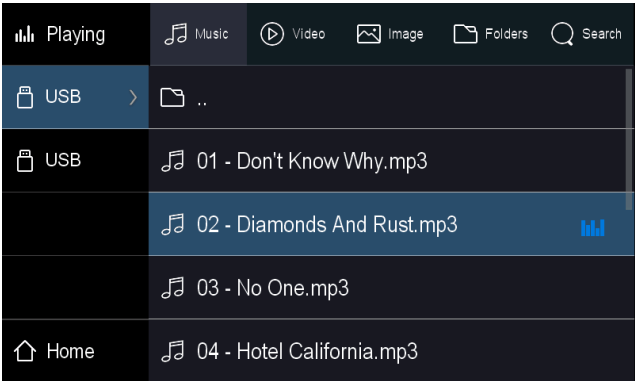 Playing
Music
Video
Image
Folders
Search
USB
..
USB
01 - Don't Know Why.mp3
02 - Diamonds And Rust.mp3
03 - No One.mp3
Home
04 - Hotel California.mp3